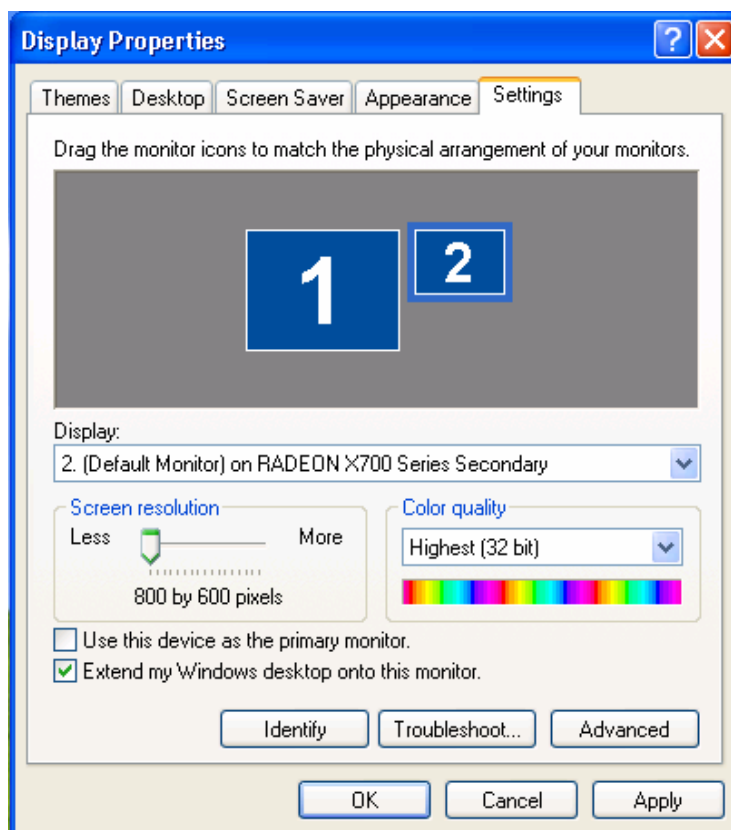 Display Properties
Themes Desktop Screen Saver Appearance Settings
Drag the monitor icons to match the physical arrangement of your monitors.
1 2
Display:
2. (Default Monitor) on RADEON X700 Series Secondary
Screen resolution
Less More
800 by 600 pixels
Color quality
Highest (32 bit)
Use this device as the primary monitor.
Extend my Windows desktop onto this monitor.
Identify Troubleshoot... Advanced
OK Cancel Apply